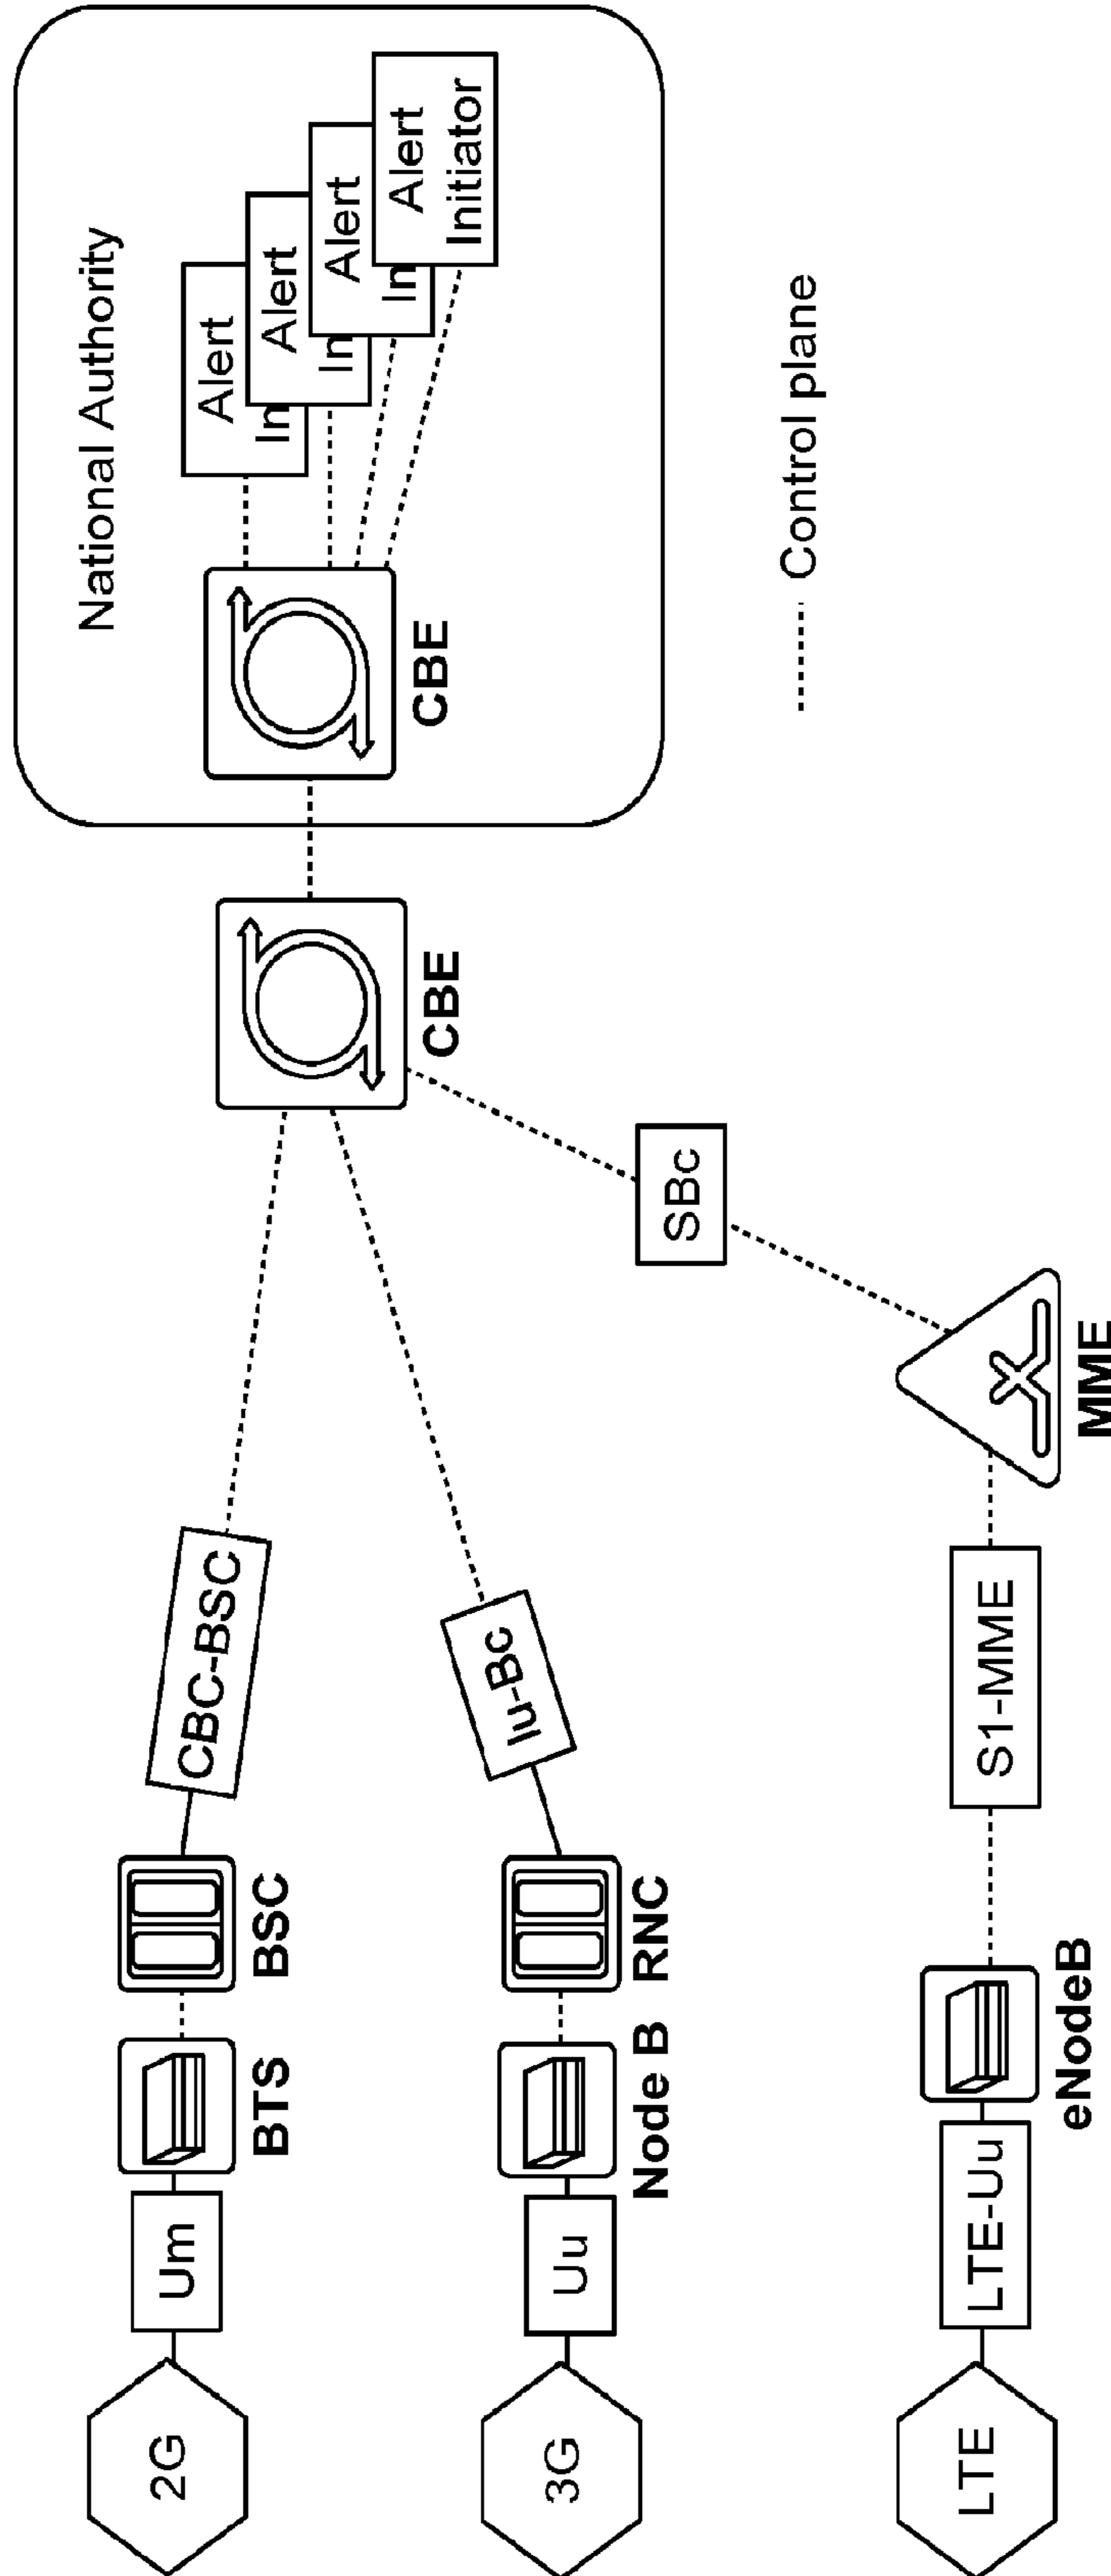 National Authority
Alert
In
Alert
In
Alert
In
Alert
Initiator
CBE
CBE
Control plane
2G
Um
BTS
BSC
CBC-BSC
3G
Uu
Node B
RNC
Iu-Bc
SBc
LTE
LTE-Uu
eNodeB
S1-MME
MME